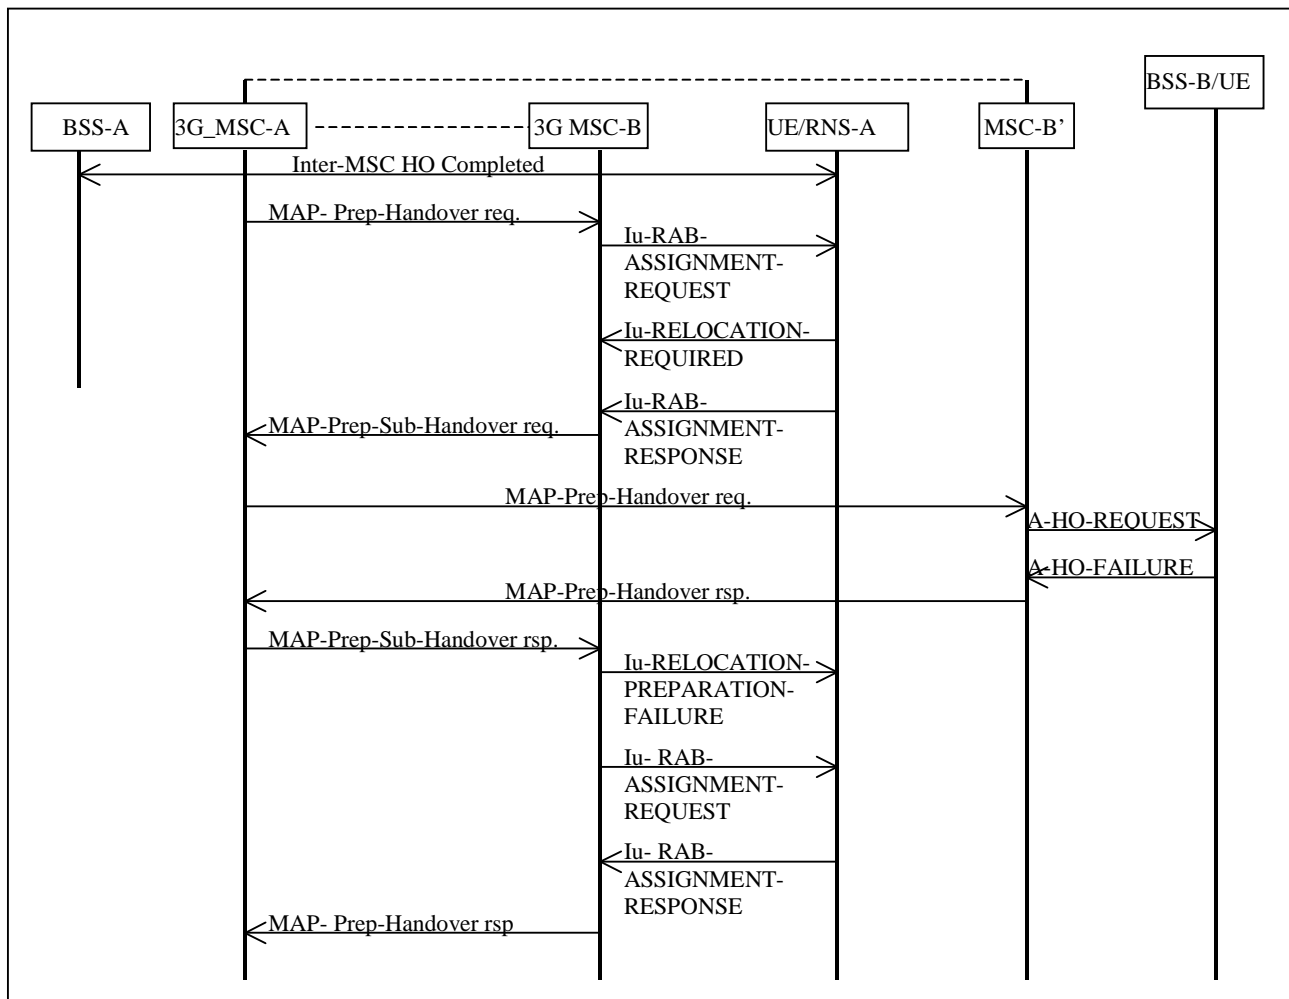 BSS-B/UE
BSS-A
3G_MSC-A
3G MSC-B
UE/RNS-A
MSC-B’
Inter-MSC HO Completed
MAP- Prep-Handover req.
Iu-RAB-
ASSIGNMENT-
REQUEST
Iu-RELOCATION-
REQUIRED
Iu-RAB-
ASSIGNMENT-
RESPONSE
MAP-Prep-Sub-Handover req.
MAP-Prep-Handover req.
A-HO-REQUEST
A-HO-FAILURE
MAP-Prep-Handover rsp.
MAP-Prep-Sub-Handover rsp.
Iu-RELOCATION-
PREPARATION-
FAILURE
Iu- RAB-
ASSIGNMENT-
REQUEST
Iu- RAB-
ASSIGNMENT-
RESPONSE
MAP- Prep-Handover rsp